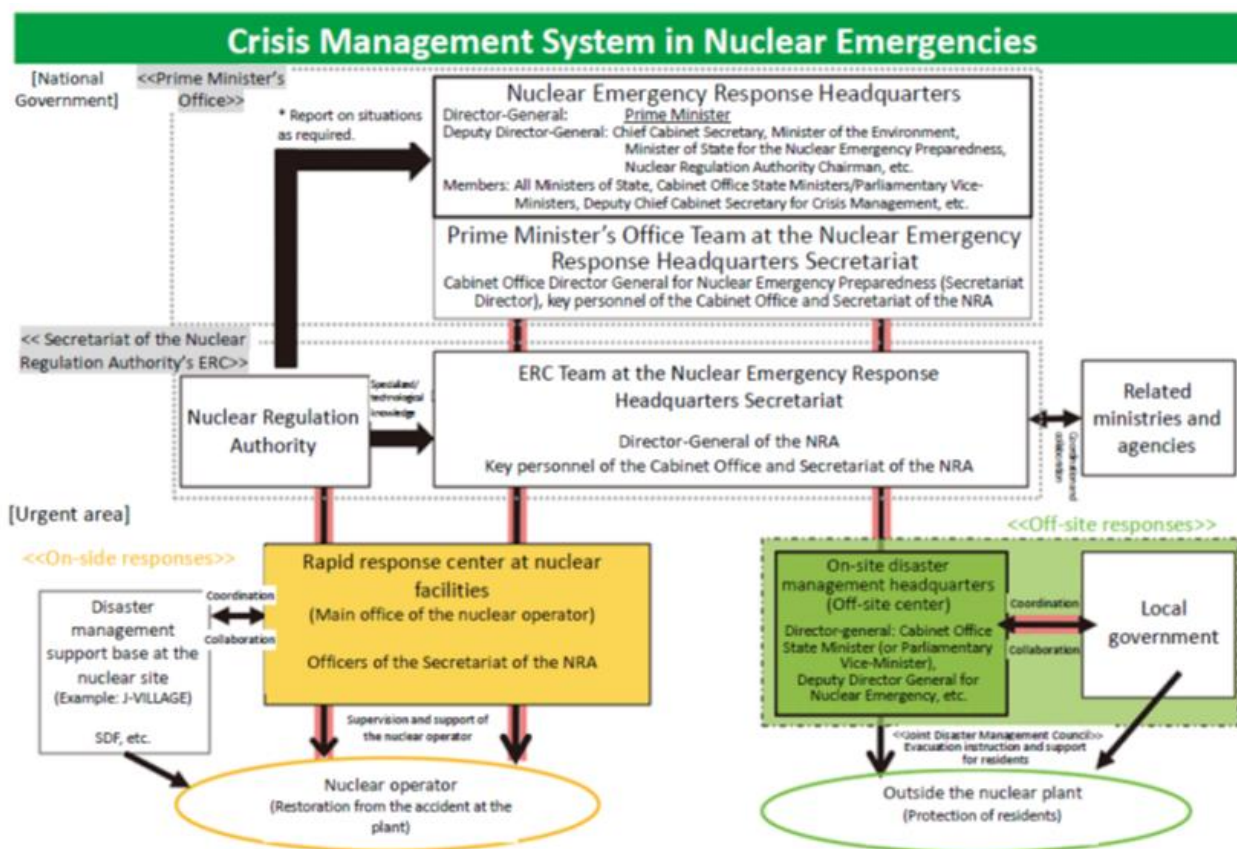 Crisis Management System in Nuclear Emergencies
[National
Government]
<<Prime Minister's
Office>>
* Report on situations
as required.
Nuclear Emergency Response Headquarters
Director-General: Prime Minister
Deputy Director-General: Chief Cabinet Secretary, Minister of the Environment,
Minister of State for the Nuclear Emergency Preparedness,
Nuclear Regulation Authority Chairman, etc.
Members: All Ministers of State, Cabinet Office State Ministers/Parliamentary Vice-
Ministers, Deputy Chief Cabinet Secretary for Crisis Management, etc.
Prime Minister's Office Team at the Nuclear Emergency
Response Headquarters Secretariat
Cabinet Office Director General for Nuclear Emergency Preparedness (Secretariat
Director), key personnel of the Cabinet Office and Secretariat of the NRA
<< Secretariat of the Nuclear
Regulation Authority's ERC>>
Nuclear Regulation
Authority
Specialized/
technological
knowledge
ERC Team at the Nuclear Emergency Response
Headquarters Secretariat
Director-General of the NRA
Key personnel of the Cabinet Office and Secretariat of the NRA
Coordination and
collaboration
Related
ministries and
agencies
[Urgent area]
<<On-side responses>>
Disaster
management
support base at the
nuclear site
(Example: J-VILLAGE)
SDF, etc.
Coordination
Collaboration
Rapid response center at nuclear
facilities
(Main office of the nuclear operator)
Officers of the Secretariat of the NRA
Supervision and support of
the nuclear operator
Nuclear operator
(Restoration from the accident at the
plant)
<<Off-site responses>>
On-site disaster
management headquarters
(Off-site center)
Director-general: Cabinet Office
State Minister (or Parliamentary
Vice-Minister),
Deputy Director General for
Nuclear Emergency, etc.
Coordination
Collaboration
Local
government
<<Joint Disaster Management Council>>
Evacuation instruction and support
for residents
Outside the nuclear plant
(Protection of residents)